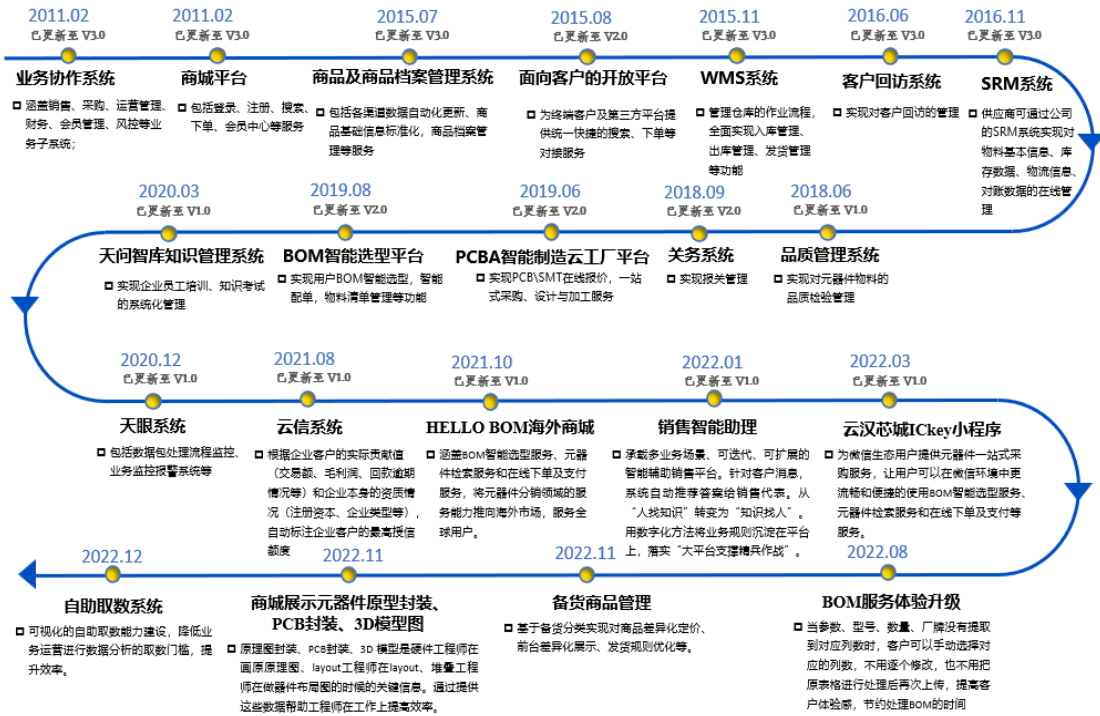 2011.02
已更新至 V3.0
业务协作系统
涵盖销售、采购、运营管理、
财务、会员管理、风控等业
务子系统；
2011.02
已更新至 V3.0
商城平台
包括登录、注册、搜索、
下单、会员中心等服务
2015.07
已更新至 V3.0
商品及商品档案管理系统
包括各渠道数据自动化更新、商
品基础信息标准化，商品档案管
理等服务
2015.08
已更新至 V2.0
面向客户的开放平台
为终端客户及第三方平台提
供统一快捷的搜索、下单等
对接服务
2015.11
已更新至 V3.0
WMS系统
管理仓库的作业流程，
全面实现入库管理、
出库管理、发货管理
等功能
2016.06
已更新至 V3.0
客户回访系统
实现对客户回访的管理
2016.11
已更新至 V3.0
SRM系统
供应商可通过公司
的SRM系统实现对
物料基本信息、库
存数据、物流信息、
对账数据的在线管
理
2018.06
已更新至 V1.0
品质管理系统
实现对元器件物料的
品质检验管理
2018.09
已更新至 V2.0
关务系统
实现报关管理
2019.06
已更新至 V2.0
PCBA智能制造云工厂平台
实现PCB\SMT在线报价，一站
式采购、设计与加工服务
2019.08
已更新至 V2.0
BOM智能选型平台
实现用户BOM智能选型，智能
配单，物料清单管理等功能
2020.03
已更新至 V1.0
天问智库知识管理系统
实现企业员工培训、知识考试
的系统化管理
2020.12
已更新至 V1.0
天眼系统
包括数据包处理流程监控、
业务监控报警系统等
2021.08
已更新至 V1.0
云信系统
根据企业客户的实际贡献值
（交易额、毛利润、回款逾期
情况等）和企业本身的资质情
况（注册资本、企业类型等），
自动标注企业客户的最高授信
额度
2021.10
已更新至 V1.0
HELLO BOM海外商城
涵盖BOM智能选型服务、元器
件检索服务和在线下单及支付
服务，将元器件分销领域的服
务能力推向海外市场，服务全
球用户。
2022.01
已更新至 V1.0
销售智能助理
承载多业务场景、可迭代、可扩展的
智能辅助销售平台。针对客户消息，
系统自动推荐答案给销售代表。从
“人找知识”转变为“知识找人”。
用数字化方法将业务规则沉淀在平台
上，落实“大平台支撑精兵作战”。
2022.03
已更新至 V1.0
云汉芯城ICkey小程序
为微信生态用户提供元器件一站式采
购服务，让用户可以在微信环境中更
流畅和便捷的使用BOM智能选型服务、
元器件检索服务和在线下单及支付等
服务。
2022.08
BOM服务体验升级
当参数、型号、数量、厂牌没有提取
到对应列数时，客户可以手动选择对
应的列数，不用逐个修改，也不用把
原表格进行处理后再次上传，提高客
户体验感，节约处理BOM的时间
2022.11
备货商品管理
基于备货分类实现对商品差异化定价、
前台差异化展示、发货规则优化等。
2022.11
商城展示元器件原型封装、
PCB封装、3D模型图
原理图封装、PCB封装、3D 模型是硬件工程师在
画原原理图、layout工程师在layout、堆叠工程
师在做器件布局图的时候的关键信息。通过提供
这些数据帮助工程师在工作上提高效率。
2022.12
自助取数系统
可视化的自助取数能力建设，降低业
务运营进行数据分析的取数门槛，提
升效率。